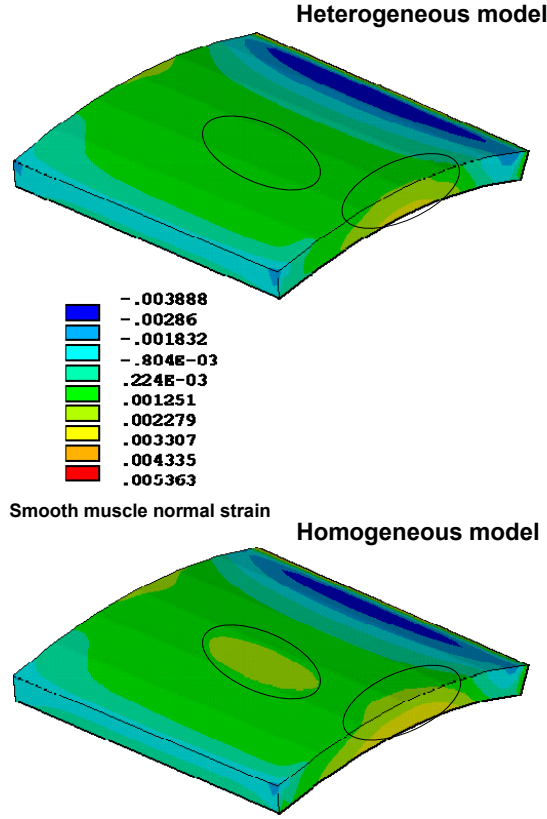 Heterogeneous model
-.003888
-.00286
-.001832
-.804E-03
.224E-03
.001251
.002279
.003307
.004335
.005363
Smooth muscle normal strain
Homogeneous model